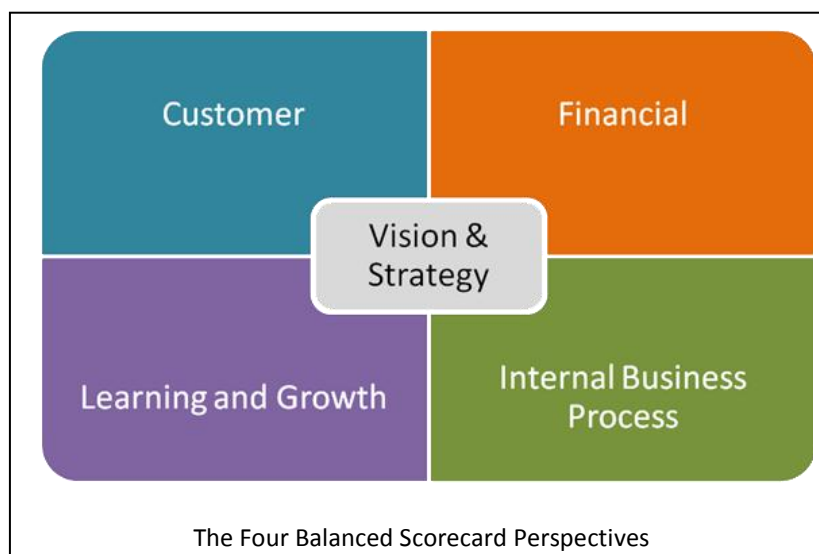 Customer
Financial
Vision &
Strategy
Learning and Growth
Internal Business
Process
The Four Balanced Scorecard Perspectives